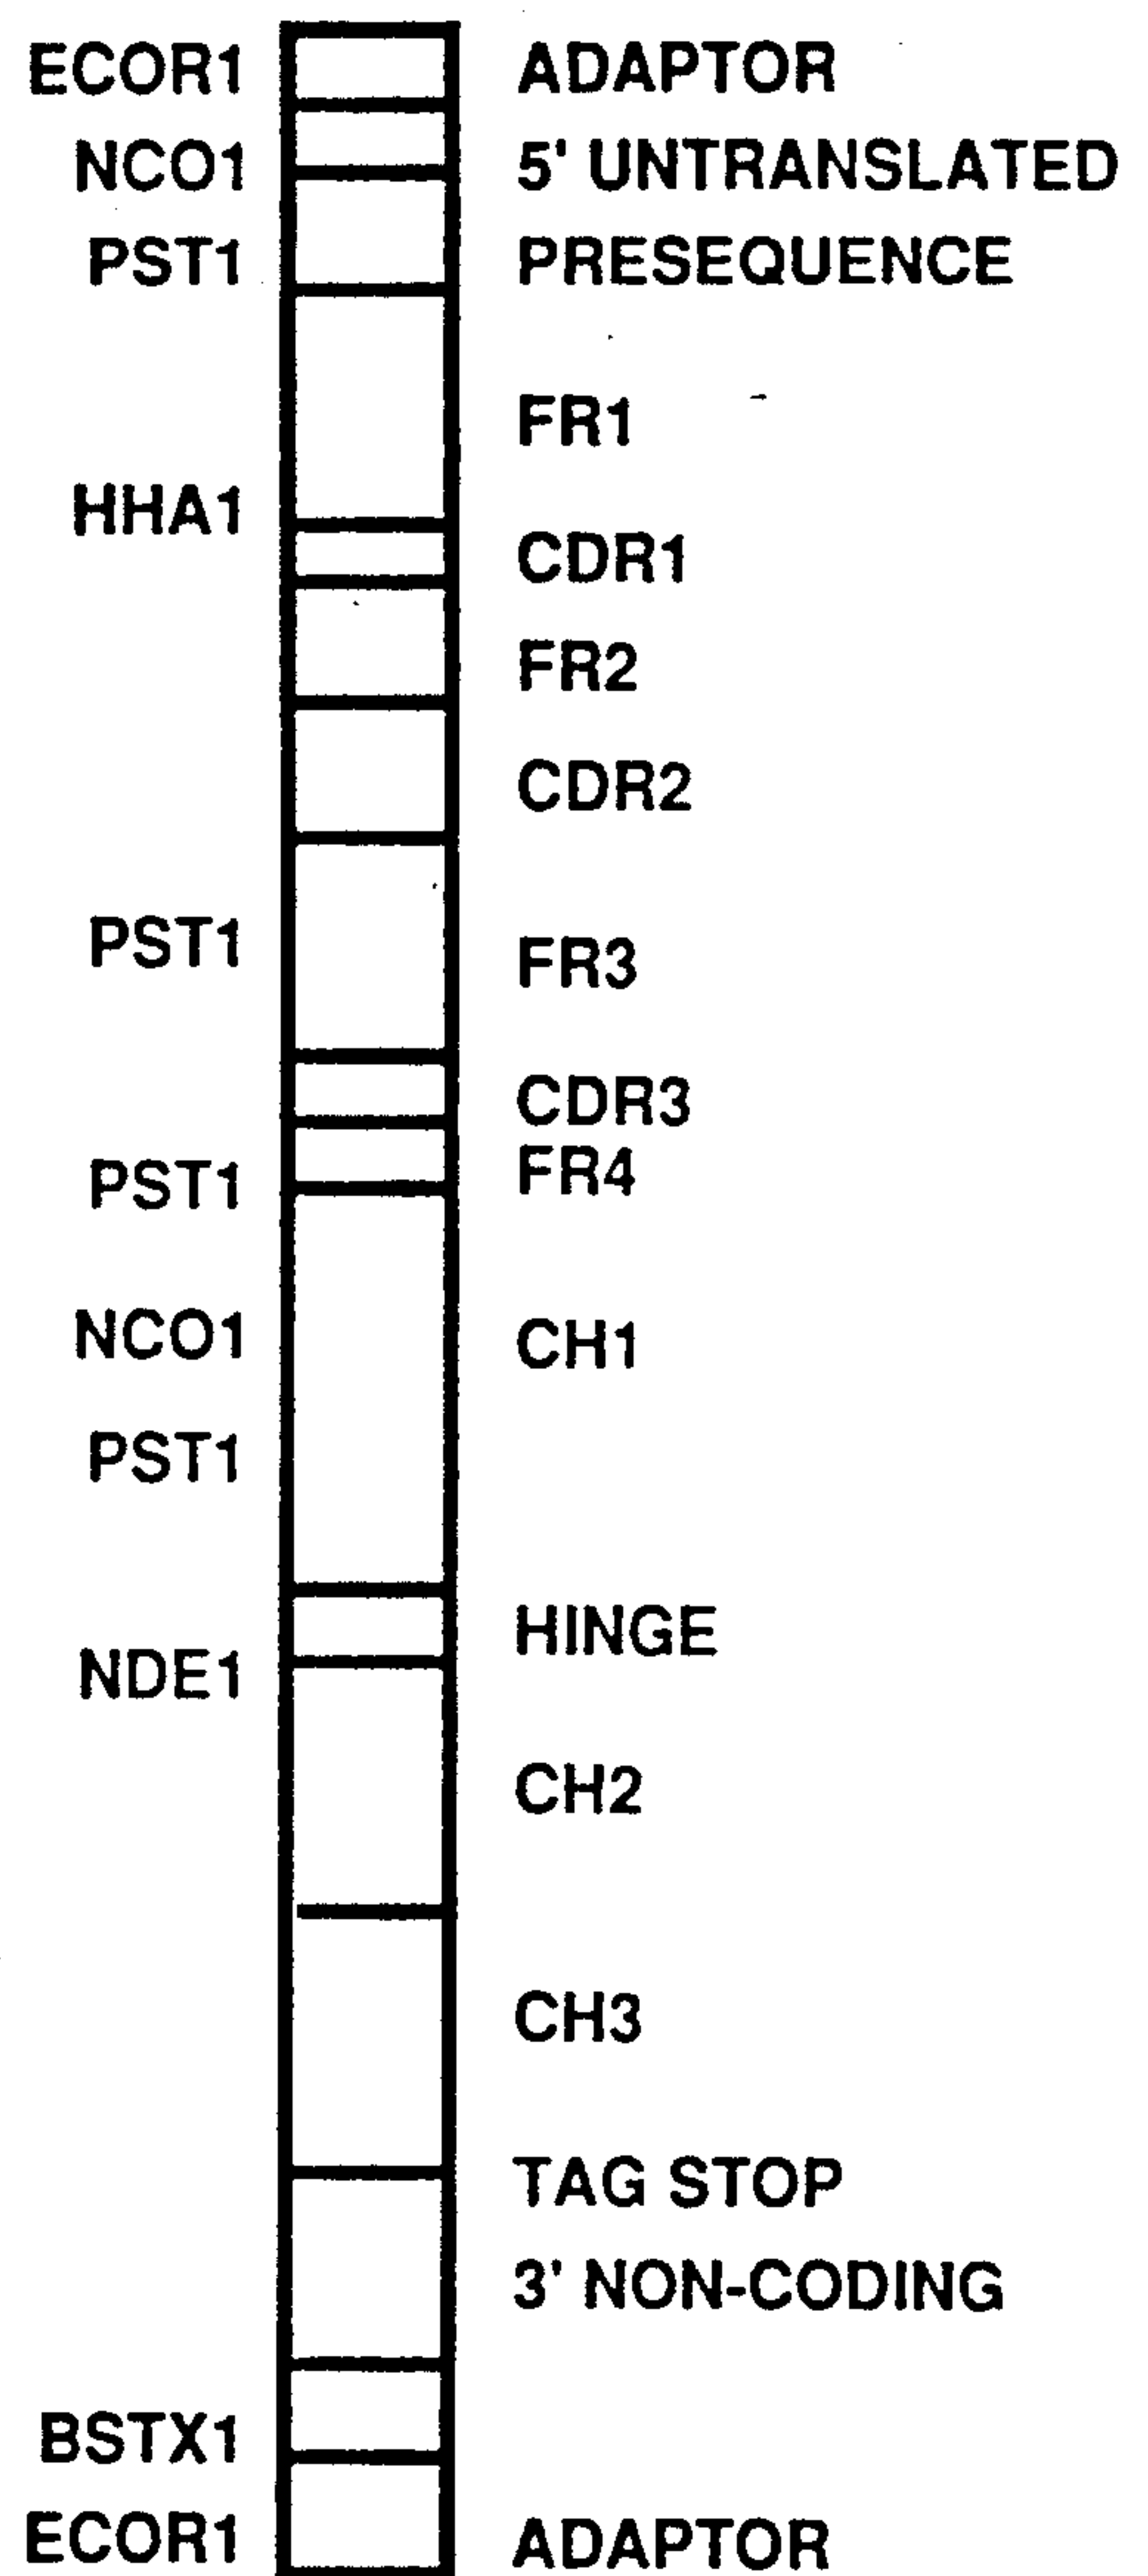 ECOR1 ADAPTOR
NCO1 5' UNTRANSLATED
PST1 PRESEQUENCE
FR1
HHA1
CDR1
FR2
CDR2
PST1 FR3
CDR3
PST1 FR4
NCO1 CH1
PST1
HINGE
NDE1
CH2
CH3
TAG STOP
3' NON-CODING
BSTX1
ECOR1 ADAPTOR